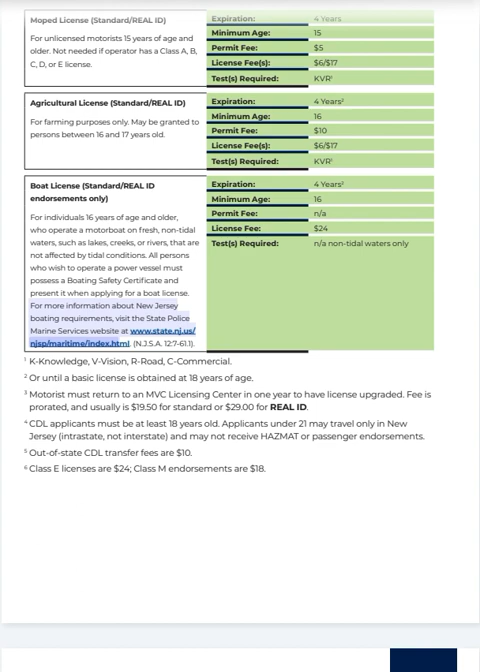 Moped License (Standard/REAL ID)
For unlicensed motorists 15 years of age and
older. Not needed if operator has a Class A, B,
C, D, or E license.
Expiration: 4 Years
Minimum Age: 15
Permit Fee: $5
License Fee(s): $6/$17
Test(s) Required: KVR¹
Agricultural License (Standard/REAL ID)
For farming purposes only. May be granted to
persons between 16 and 17 years old.
Expiration: 4 Years²
Minimum Age: 16
Permit Fee: $10
License Fee(s): $6/$17
Test(s) Required: KVR¹
Boat License (Standard/REAL ID
endorsements only)
For individuals 16 years of age and older,
who operate a motorboat on fresh, non-tidal
waters, such as lakes, creeks, or rivers, that are
not affected by tidal conditions. All persons
who wish to operate a power vessel must
possess a Boating Safety Certificate and
present it when applying for a boat license.
For more information about New Jersey
boating requirements, visit the State Police
Marine Services website at www.state.nj.us/
njsp/maritime/index.html. (N.J.S.A. 12:7-61.1).
Expiration: 4 Years²
Minimum Age: 16
Permit Fee: n/a
License Fee: $24
Test(s) Required: n/a non-tidal waters only
¹ K-Knowledge, V-Vision, R-Road, C-Commercial.
² Or until a basic license is obtained at 18 years of age.
³ Motorist must return to an MVC Licensing Center in one year to have license upgraded. Fee is
prorated, and usually is $19.50 for standard or $29.00 for REAL ID.
⁴ CDL applicants must be at least 18 years old. Applicants under 21 may travel only in New
Jersey (intrastate, not interstate) and may not receive HAZMAT or passenger endorsements.
⁵ Out-of-state CDL transfer fees are $10.
⁶ Class E licenses are $24; Class M endorsements are $18.